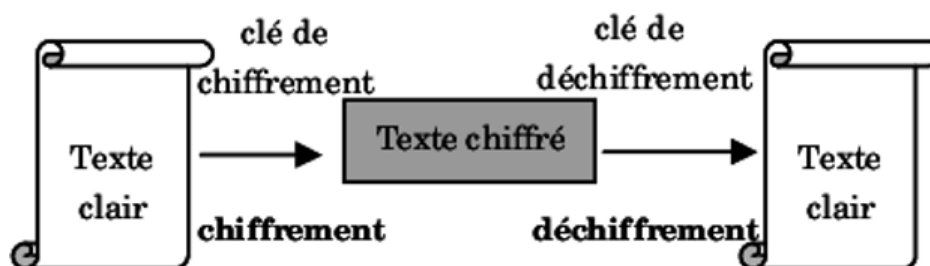 clé de
chiffrement
clé de
déchiffrement
Texte
clair
Texte chiffré
Texte
clair
chiffrement
déchiffrement